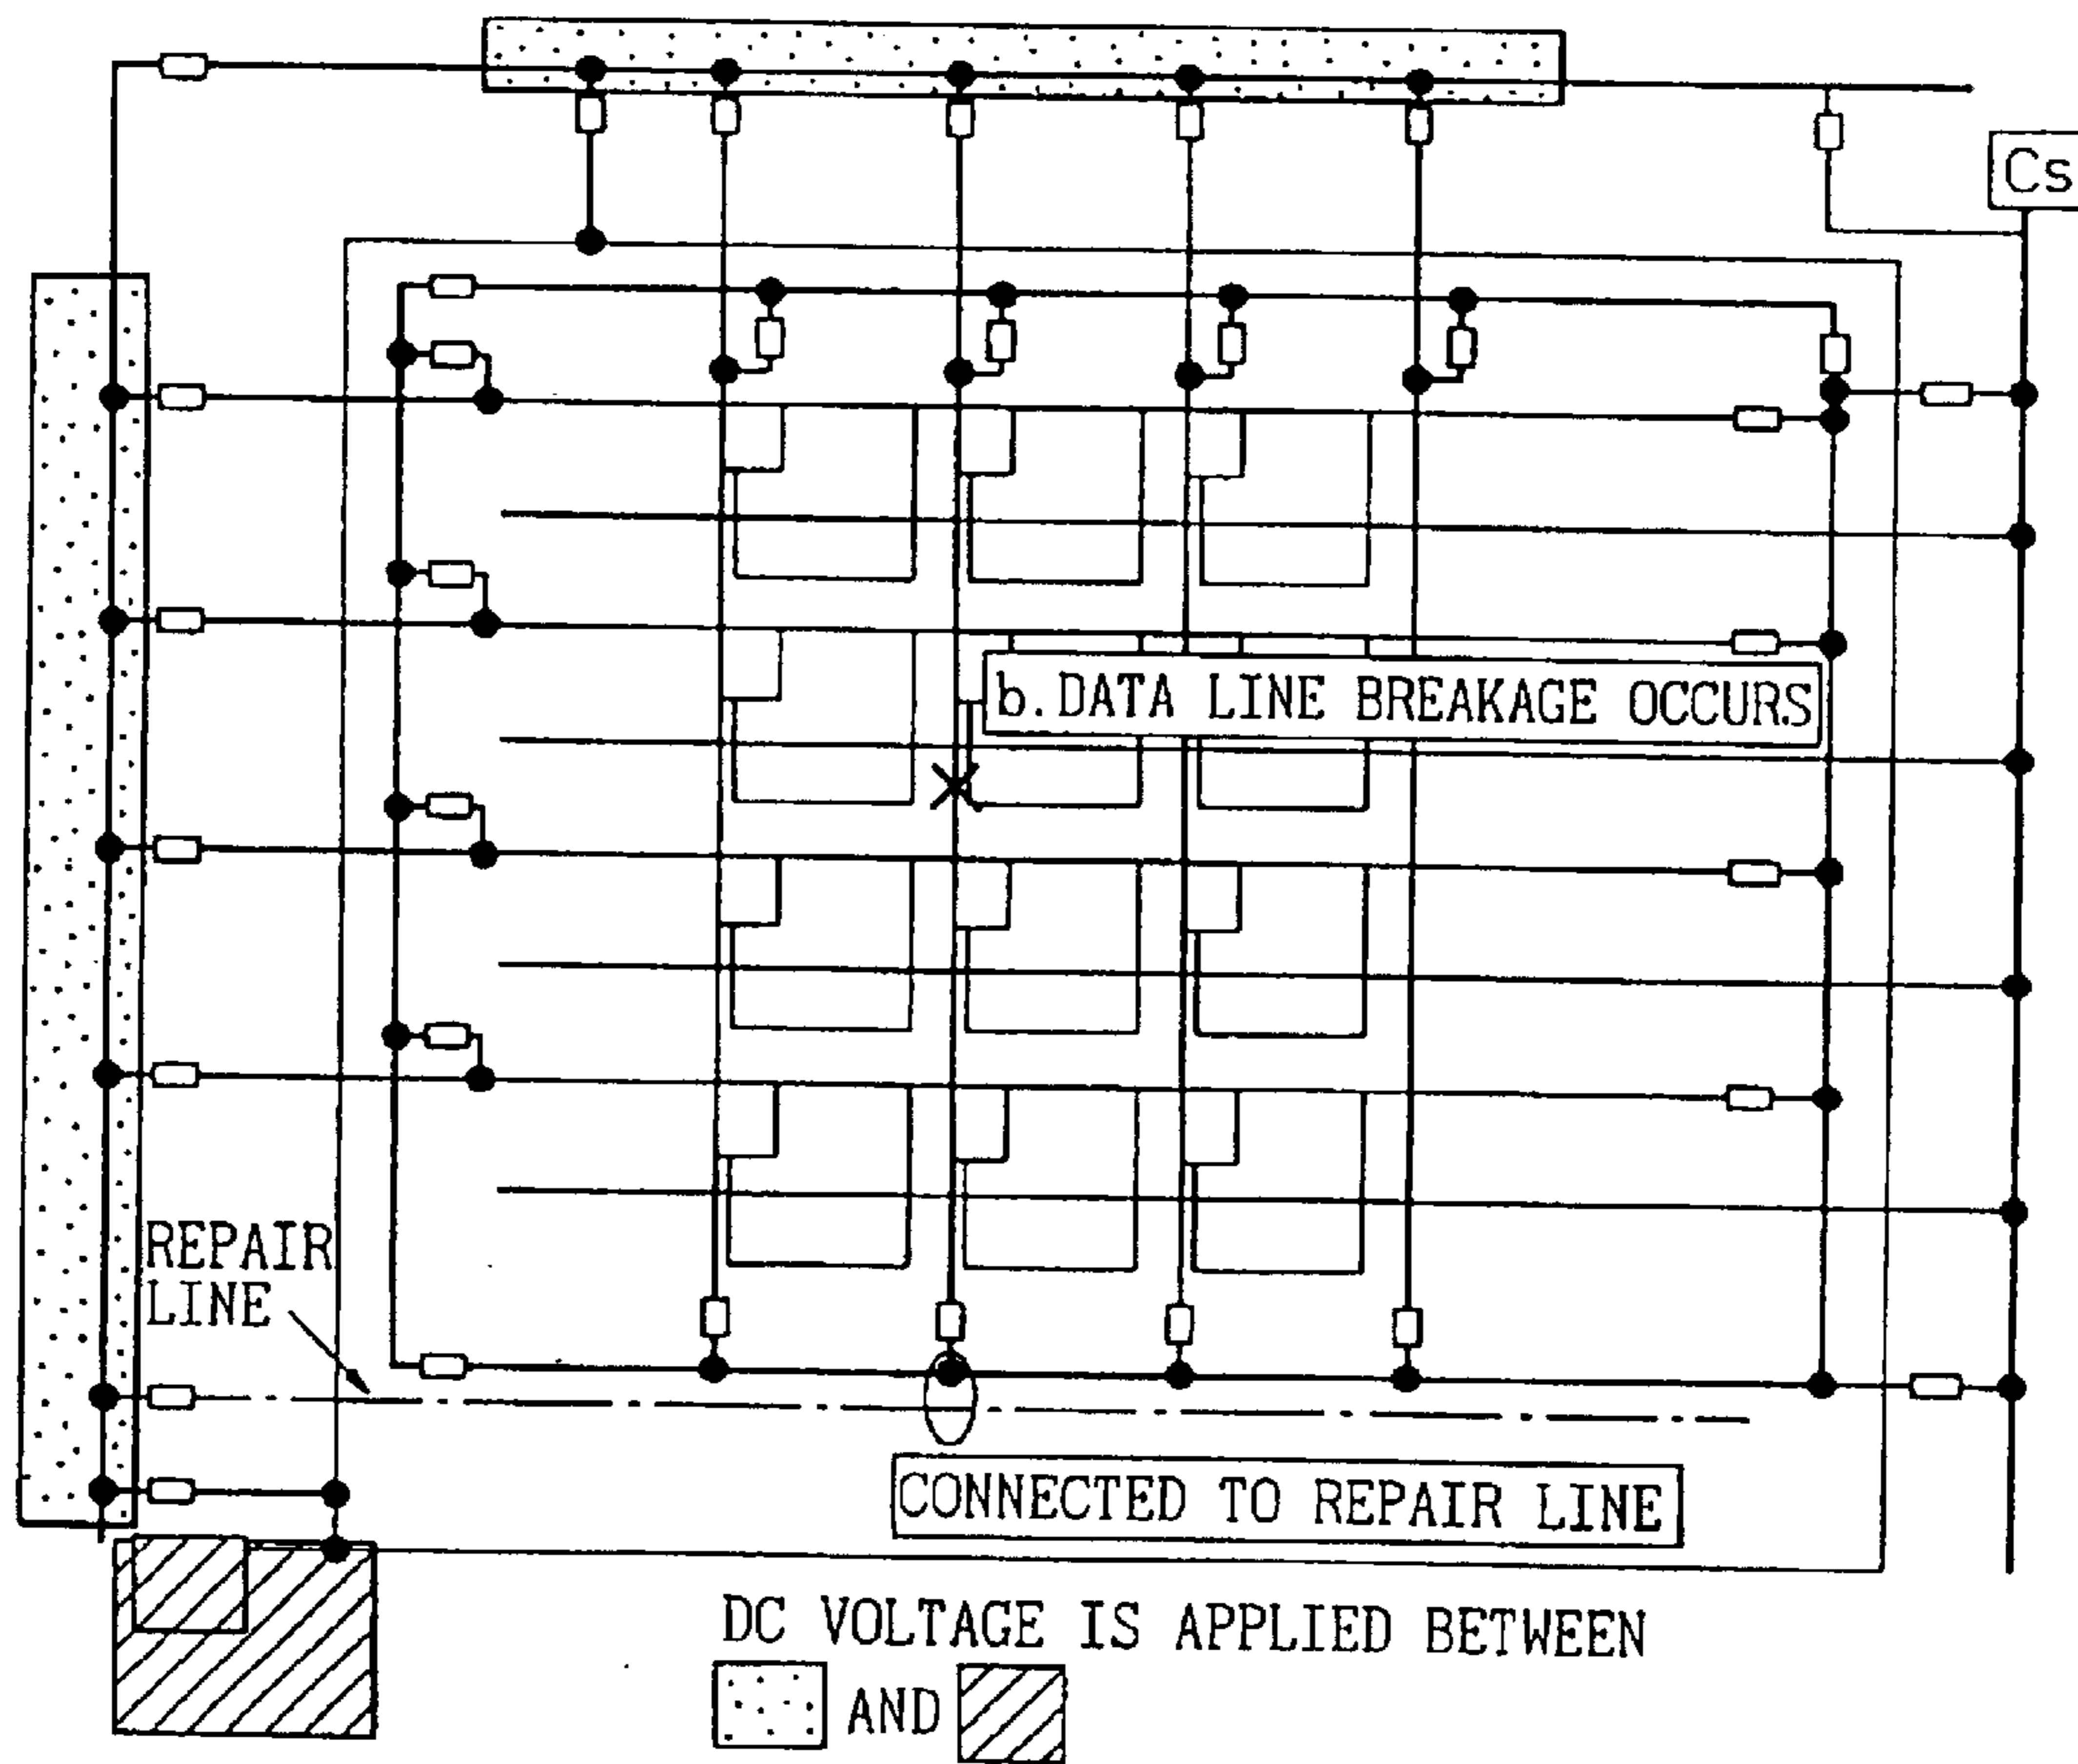 Cs
b. DATA LINE BREAKAGE OCCURS
REPAIR
LINE
CONNECTED TO REPAIR LINE
DC VOLTAGE IS APPLIED BETWEEN
AND